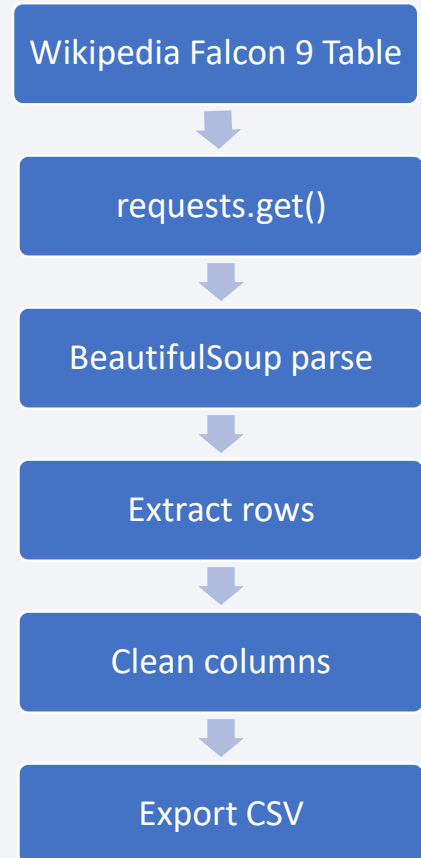 Wikipedia Falcon 9 Table
requests.get()
BeautifulSoup parse
Extract rows
Clean columns
Export CSV